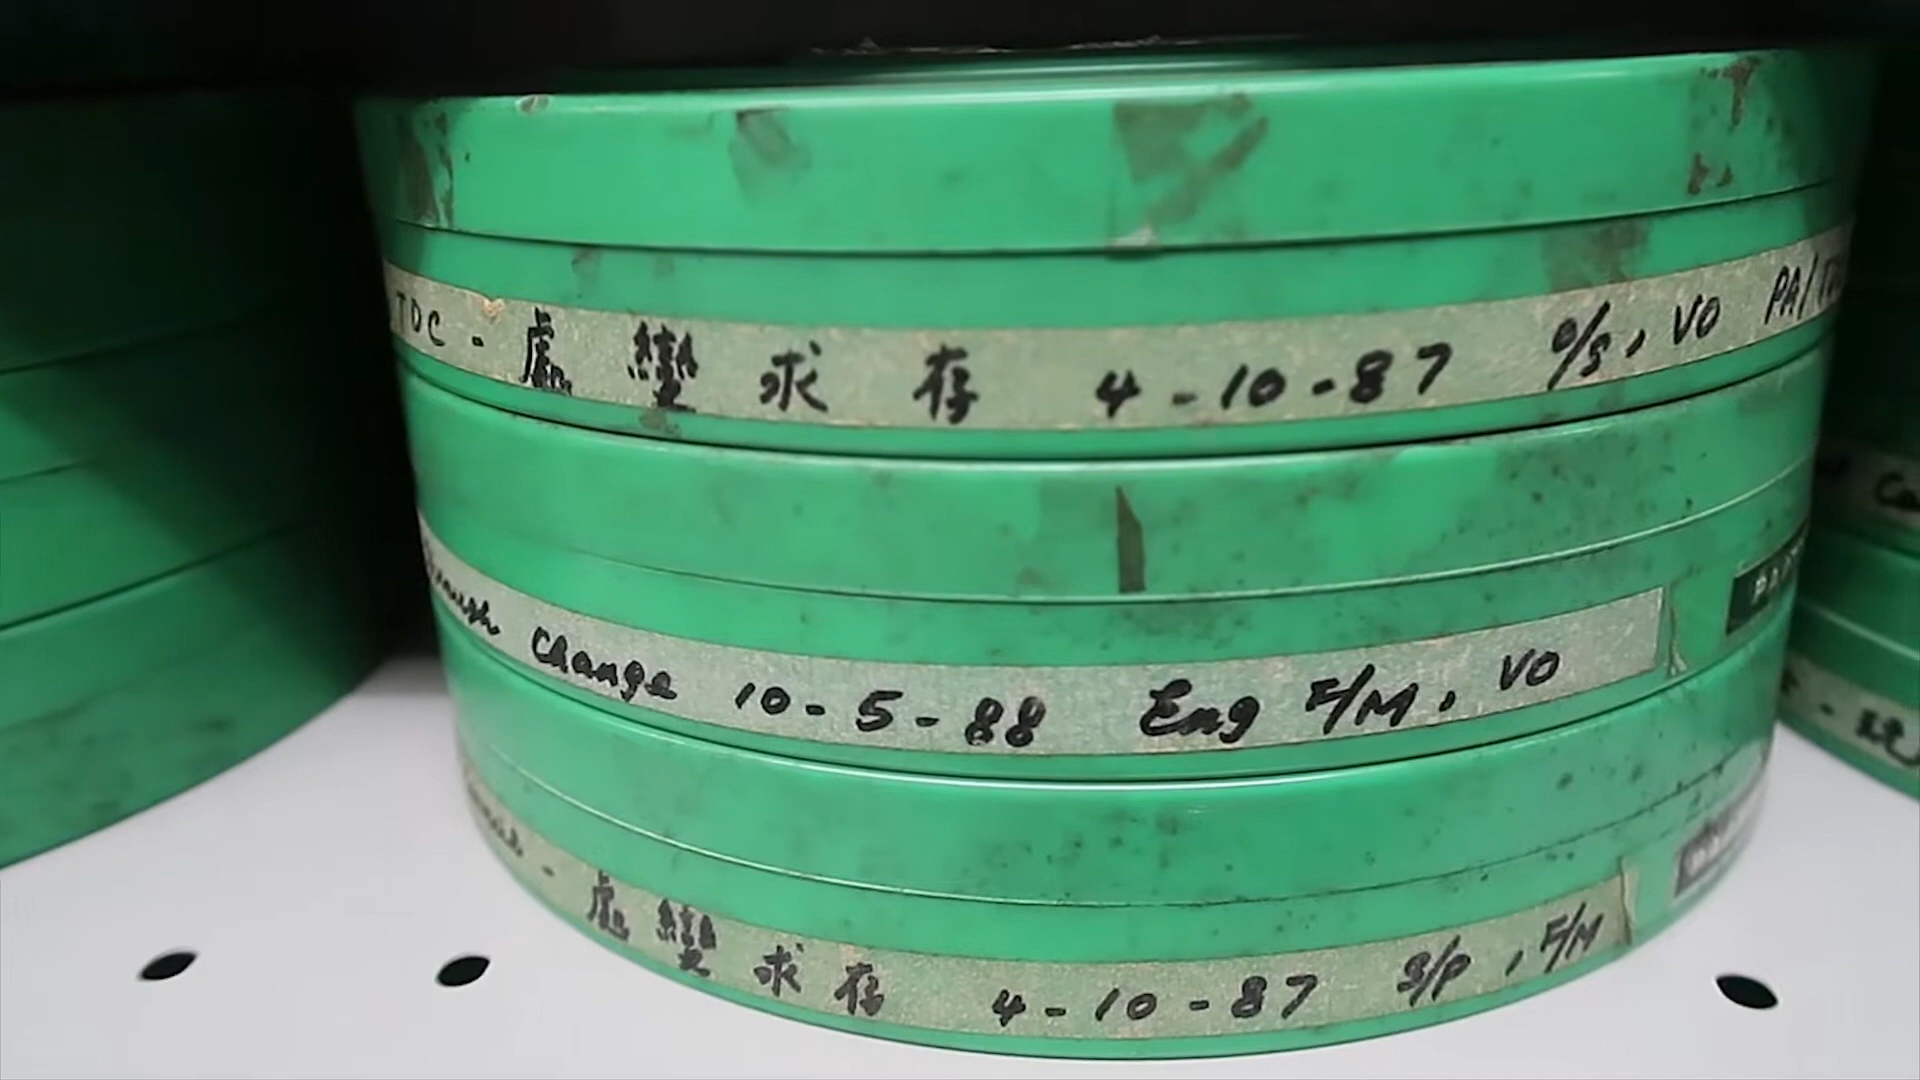 TDC - 處變求存 4-10-87 O/S, VO PA/
Change 10-5-88 Eng F/M, VO
- 處變求存 4-10-87 S/P, F/M